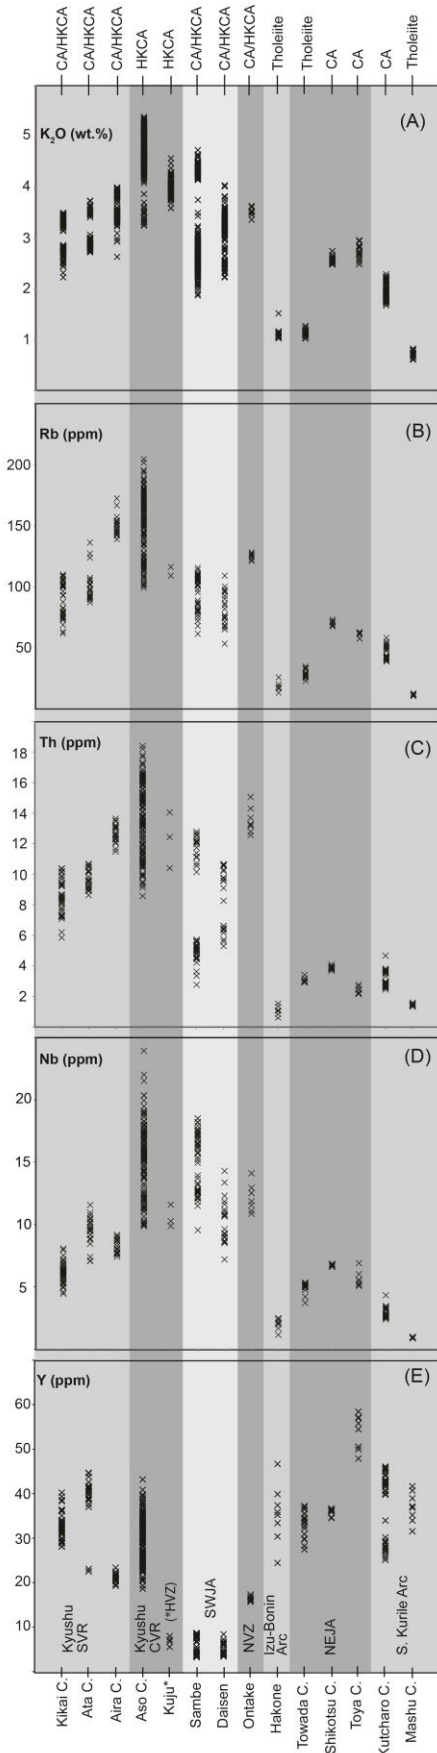 CA/HKCA
CA/HKCA
CA/HKCA
HKCA
HKCA
CA/HKCA
CA/HKCA
CA/HKCA
Tholeiite
Tholeiite
CA
CA
CA
Tholeiite
K₂O (wt.%)
(A)
5
4
3
2
1
Rb (ppm)
(B)
200
150
100
50
Th (ppm)
(C)
18
16
14
12
10
8
6
4
2
Nb (ppm)
(D)
20
15
10
5
Y (ppm)
(E)
60
50
40
30
20
10
Kyushu
SVR
Kyushu
CVR
(*HVZ)
SWJA
NVZ
Izu-Bonin
Arc
NEJA
S. Kurile Arc
Kikai C.
Ata C.
Aira C.
Aso C.
Kuju*
Sambe
Daisen
Ontake
Hakone
Towada C.
Shikotsu C.
Toya C.
Kutcharo C.
Mashu C.